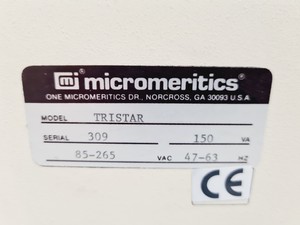 mi micromeritics
ONE MICROMERITICS DR., NORCROSS, GA 30093 U.S.A.
MODEL TRISTAR
SERIAL 309 150 VA
85-265 VAC 47-63 HZ
CE